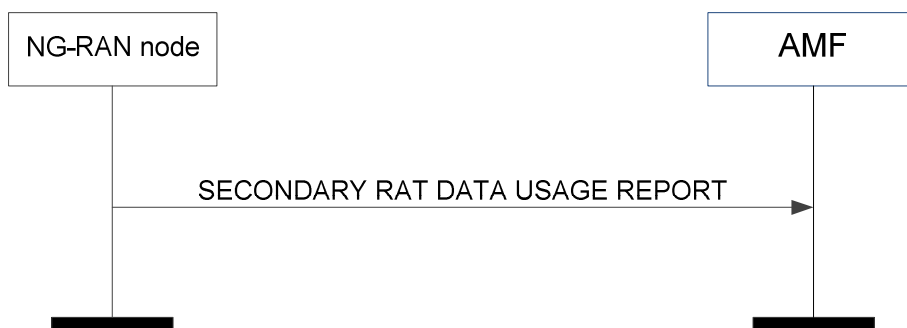 NG-RAN node
AMF
SECONDARY RAT DATA USAGE REPORT